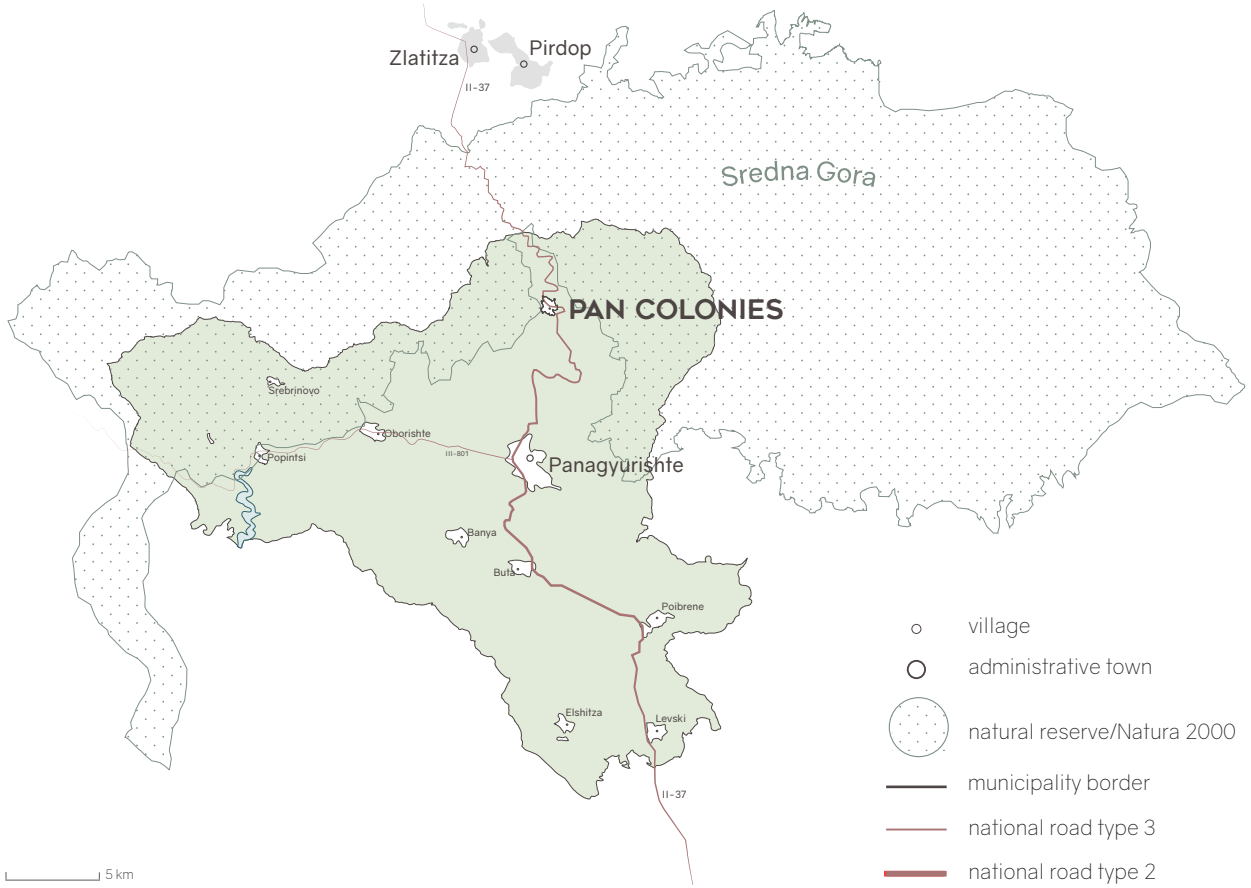 Zlatitza
Pirdop
II-37
Sredna Gora
PAN COLONIES
Srebrinovo
Oborishte
Popintsi
III-801
Panagyurishte
Banya
Buta
Poibrene
Elshitza
Levski
II-37
village
administrative town
natural reserve/Natura 2000
municipality border
national road type 3
national road type 2
5 km